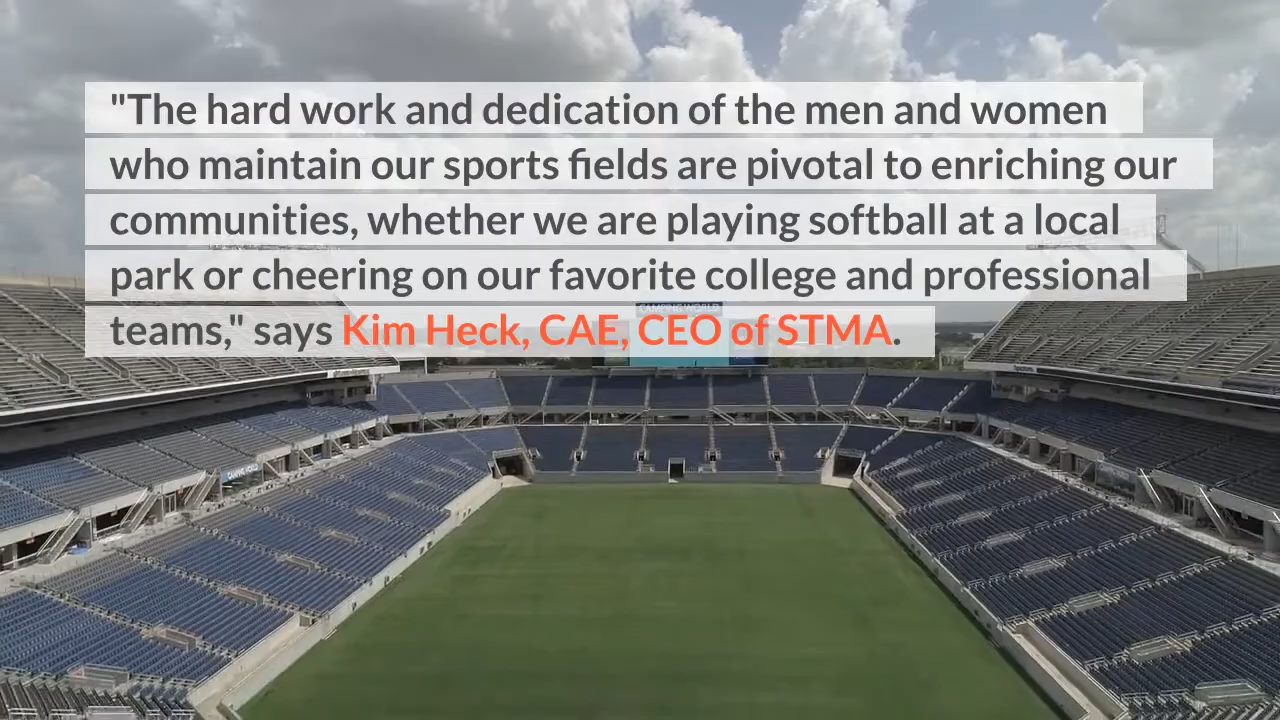 "The hard work and dedication of the men and women
who maintain our sports fields are pivotal to enriching our
communities, whether we are playing softball at a local
park or cheering on our favorite college and professional
teams," says Kim Heck, CAE, CEO of STMA.
CAMPING WORLD